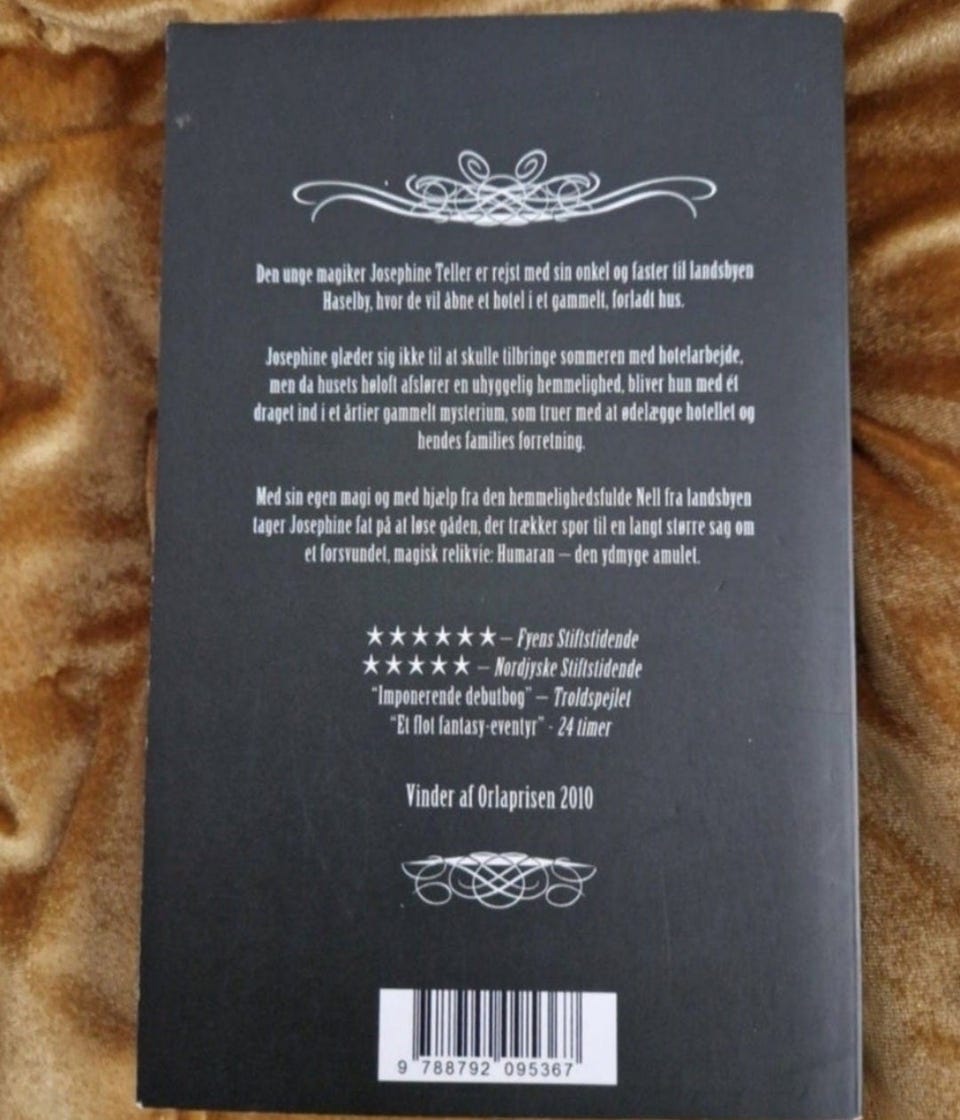 Den unge magiker Josephine Teller er rejst med sin onkel og faster til landsbyen
Haselby, hvor de vil åbne et hotel i et gammelt, forladt hus.
Josephine glæder sig ikke til at skulle tilbringe sommeren med hotelarbejde,
men da husets høloft afslører en uhyggelig hemmelighed, bliver hun med ét
draget ind i et årtier gammelt mysterium, som truer med at ødelægge hotellet og
hendes families forretning.
Med sin egen magi og med hjælp fra den hemmelighedsfulde Nell fra landsbyen
tager Josephine fat på at løse gåden, der trækker spor til en langt større sag om
et forsvundet, magisk relikvie: Humaran – den ydmyge amulet.
★★★★★★ – Fyens Stiftstidende
★★★★★ – Nordjyske Stiftstidende
“Imponerende debutbog” – Troldspejlet
“Et flot fantasy-eventyr” - 24 timer
Vinder af Orlaprisen 2010
9 788792 095367